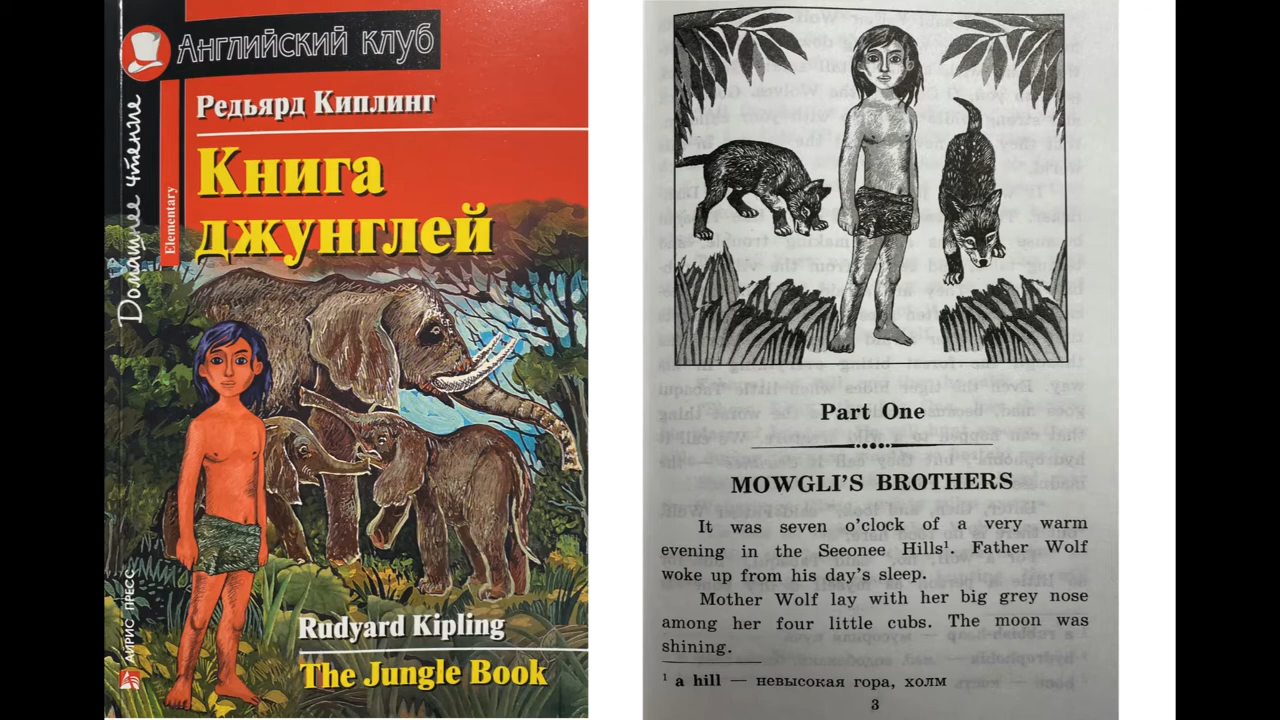 Английский клуб
Домашнее чтение
Elementary
Редьярд Киплинг
Книга
джунглей
Rudyard Kipling
The Jungle Book
АЙРИС ПРЕСС
Part One
MOWGLI'S BROTHERS
It was seven o'clock of a very warm
evening in the Seeonee Hills¹. Father Wolf
woke up from his day's sleep.
Mother Wolf lay with her big grey nose
among her four little cubs. The moon was
shining.
¹ a hill — невысокая гора, холм
3